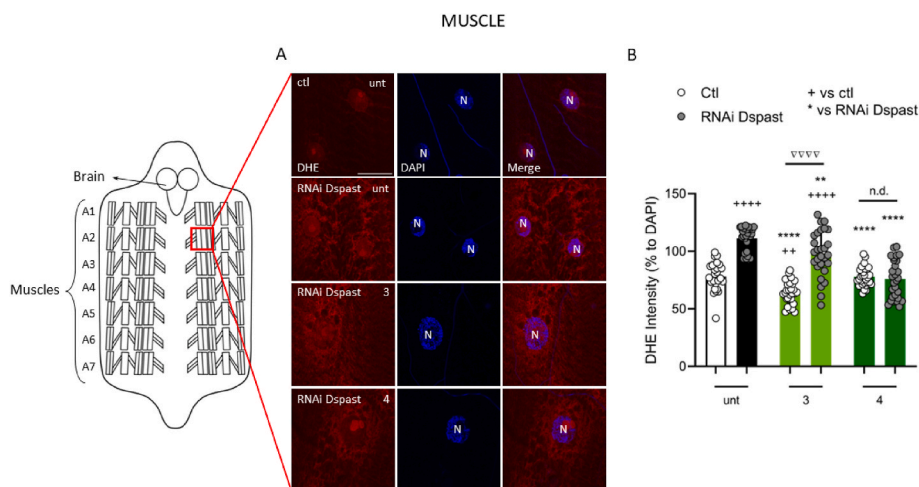 MUSCLE
A
B
Brain
Muscles
A1
A2
A3
A4
A5
A6
A7
ctl unt
DHE
N
N
DAPI
N
N
Merge
RNAi Dspast unt
N
N
N
N
RNAi Dspast 3
N
N
RNAi Dspast 4
N
N
Ctl
RNAi Dspast
+ vs ctl
* vs RNAi Dspast
DHE Intensity (% to DAPI)
150
100
50
0
++++
****
++
∇∇∇∇
**
++++
n.d.
****
****
unt
3
4